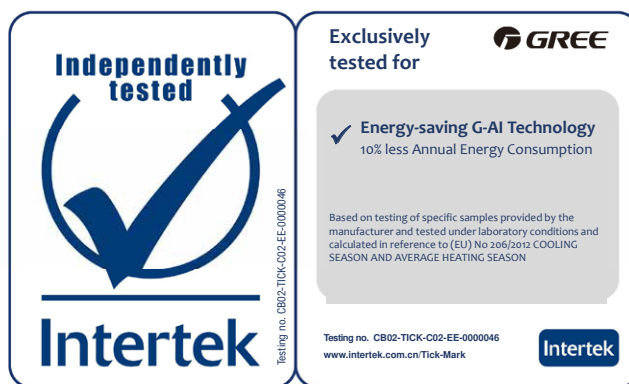 Independently
tested
Intertek
Testing no. CB02-TICK-C02-EE-0000046
Exclusively
tested for
GREE
Energy-saving G-AI Technology
10% less Annual Energy Consumption
Based on testing of specific samples provided by the
manufacturer and tested under laboratory conditions and
calculated in reference to (EU) No 206/2012 COOLING
SEASON AND AVERAGE HEATING SEASON
Testing no. CB02-TICK-C02-EE-0000046
www.intertek.com.cn/Tick-Mark
Intertek